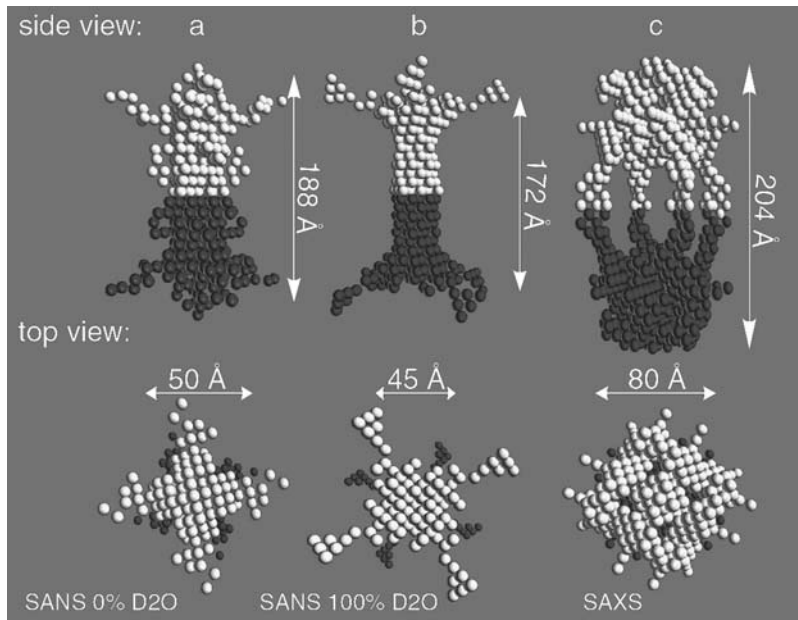 side view: a b c
188 Å
172 Å
204 Å
top view:
50 Å 45 Å 80 Å
SANS 0% D2O SANS 100% D2O SAXS